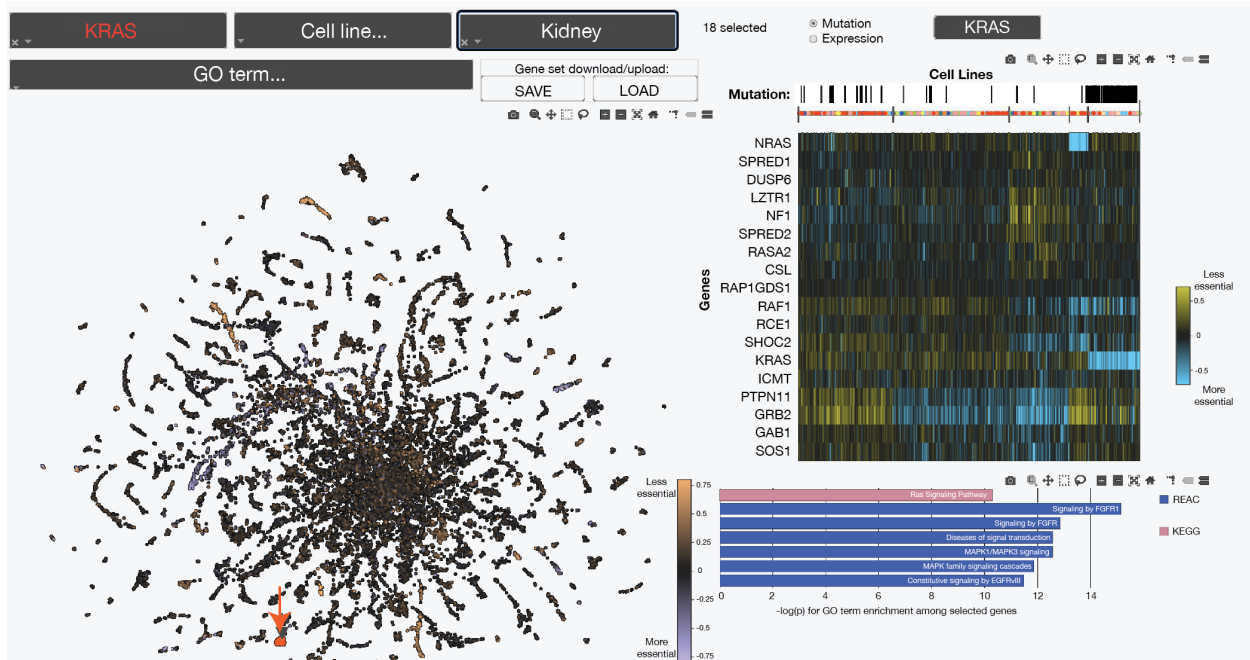 KRAS
Cell line...
Kidney
18 selected
Mutation
Expression
KRAS
GO term...
Gene set download/upload:
SAVE
LOAD
Cell Lines
Mutation:
Genes
NRAS
SPRED1
DUSP6
LZTR1
NF1
SPRED2
RASA2
CSL
RAP1GDS1
RAF1
RCE1
SHOC2
KRAS
ICMT
PTPN11
GRB2
GAB1
SOS1
Less
essential
0.5
0
-0.5
More
essential
Less
essential
0.75
0.5
0.25
0
-0.25
-0.5
-0.75
More
essential
Ras Signaling Pathway
Signaling by FGFR1
Signaling by FGFR
Diseases of signal transduction
MAPK1/MAPK3 signaling
MAPK family signaling cascades
Constitutive signaling by EGFRvIII
0 2 4 6 8 10 12 14
-log(p) for GO term enrichment among selected genes
REAC
KEGG